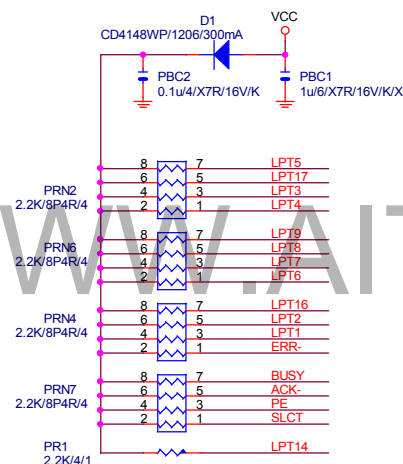 D1
VCC
CD4148WP/1206/300mA
PBC2
0.1u/4/X7R/16V/K
PBC1
1u/6/X7R/16V/K/X
8 7 LPT5
6 5 LPT17
PRN2 4 3 LPT3
2.2K/8P4R/4 2 1 LPT4
8 7 LPT9
PRN6 6 5 LPT8
2.2K/8P4R/4 4 3 LPT7
2 1 LPT6
8 7 LPT16
PRN4 6 5 LPT2
2.2K/8P4R/4 4 3 LPT1
2 1 ERR-
8 7 BUSY
PRN7 6 5 ACK-
2.2K/8P4R/4 4 3 PE
2 1 SLCT
PR1 LPT14
2.2K/4/1